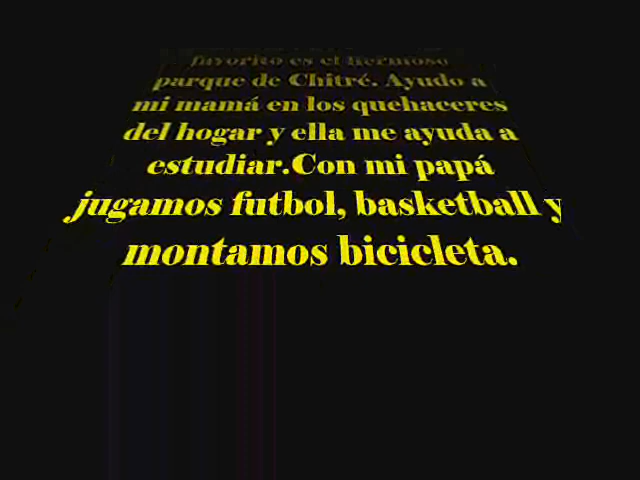 favorito es el hermoso
parque de Chitré. Ayudo a
mi mamá en los quehaceres
del hogar y ella me ayuda a
estudiar.Con mi papá
jugamos futbol, basketball y
montamos bicicleta.